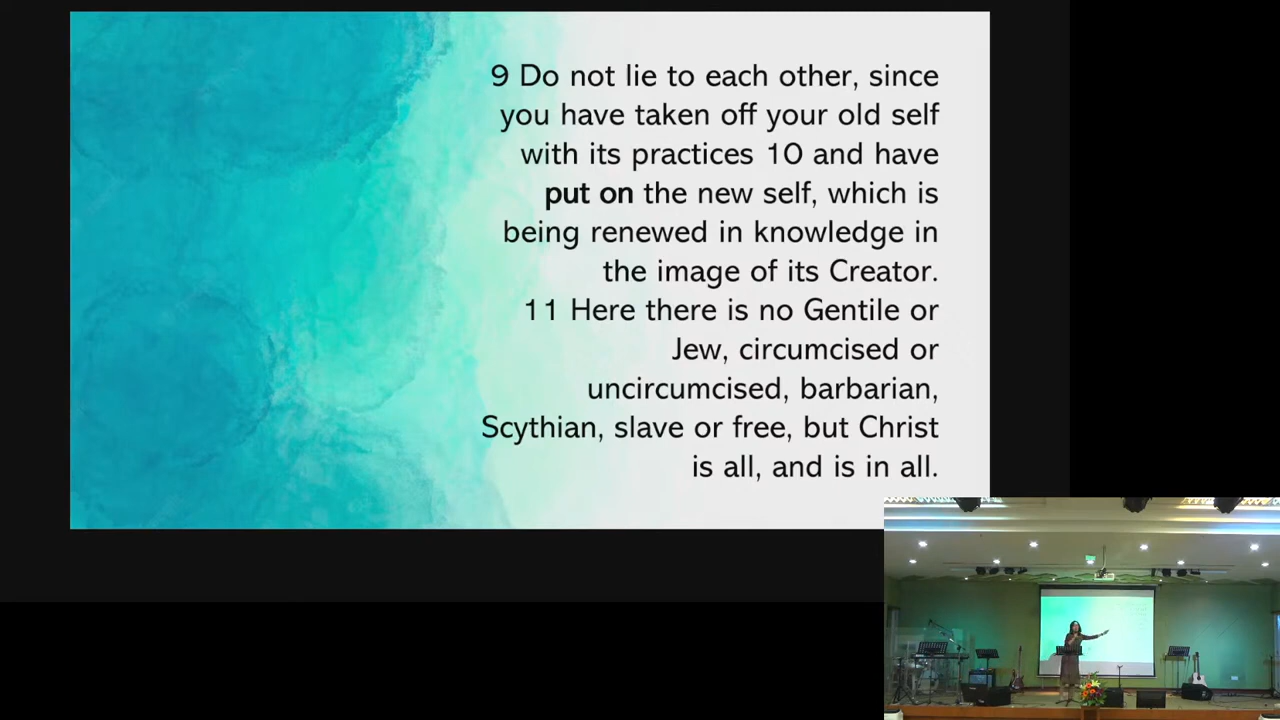 9 Do not lie to each other, since
you have taken off your old self
with its practices 10 and have
put on the new self, which is
being renewed in knowledge in
the image of its Creator.
11 Here there is no Gentile or
Jew, circumcised or
uncircumcised, barbarian,
Scythian, slave or free, but Christ
is all, and is in all.